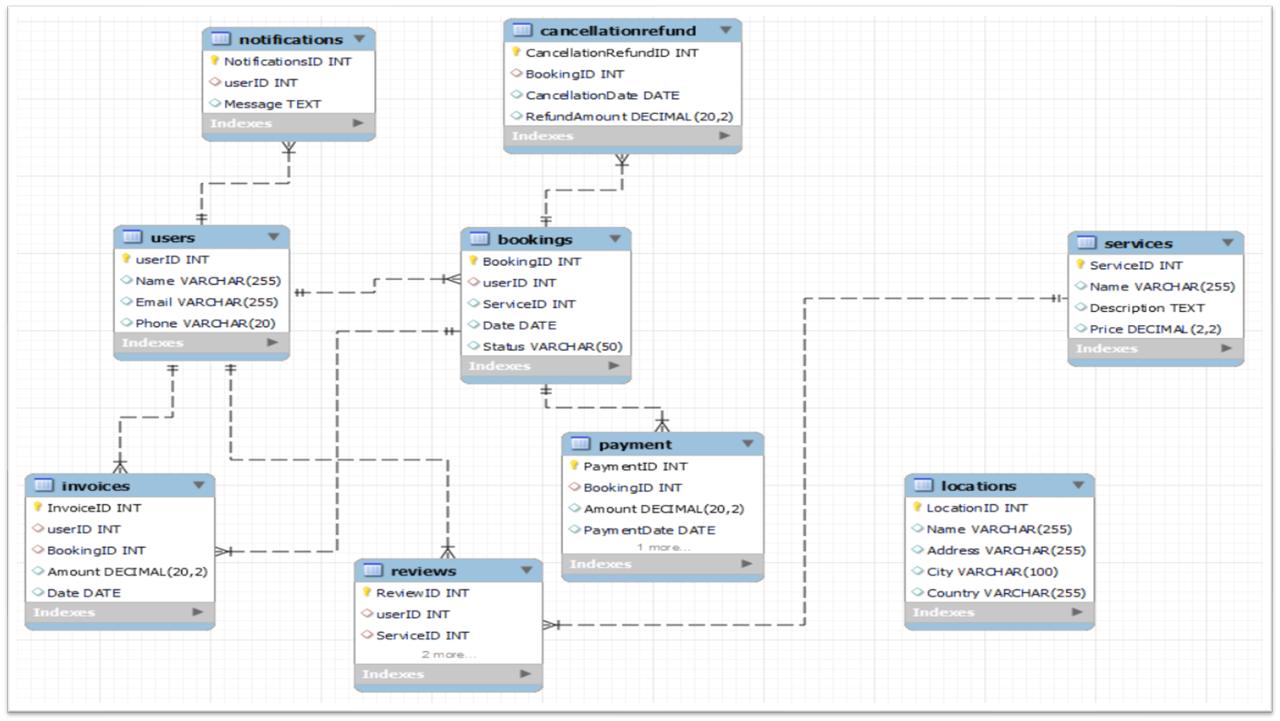 notifications
NotificationsID INT
userID INT
Message TEXT
Indexes
cancellationrefund
CancellationRefundID INT
BookingID INT
CancellationDate DATE
RefundAmount DECIMAL(20,2)
Indexes
users
userID INT
Name VARCHAR(255)
Email VARCHAR(255)
Phone VARCHAR(20)
Indexes
bookings
BookingID INT
userID INT
ServiceID INT
Date DATE
Status VARCHAR(50)
Indexes
services
ServiceID INT
Name VARCHAR(255)
Description TEXT
Price DECIMAL(2,2)
Indexes
invoices
InvoiceID INT
userID INT
BookingID INT
Amount DECIMAL(20,2)
Date DATE
Indexes
reviews
ReviewID INT
userID INT
ServiceID INT
2 more...
Indexes
payment
PaymentID INT
BookingID INT
Amount DECIMAL(20,2)
PaymentDate DATE
1 more...
Indexes
locations
LocationID INT
Name VARCHAR(255)
Address VARCHAR(255)
City VARCHAR(100)
Country VARCHAR(255)
Indexes